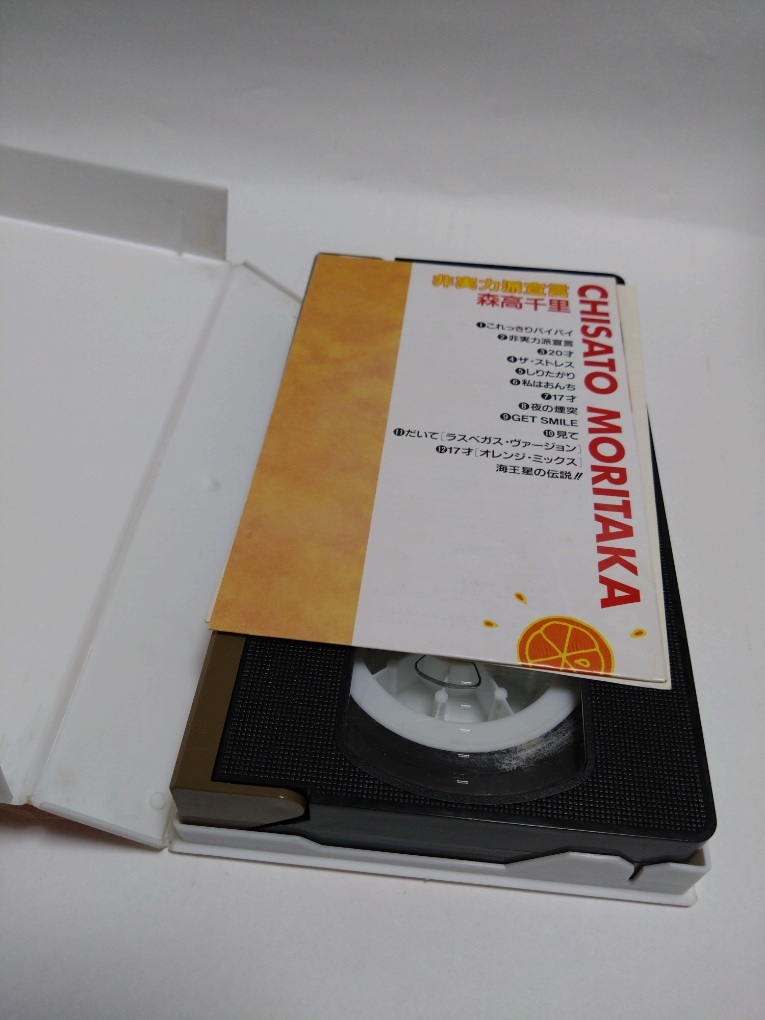 非実力派宣言
森高千里
CHISATO MORITAKA
❶これっきりバイバイ
❷非実力派宣言
❸20才
❹ザ・ストレス
❺しりたがり
❻私はおんち
❼17才
❽夜の煙突
❾GET SMILE
❿見て
⓫だいて[ラスベガス・ヴァージョン]
⓬17才[オレンジ・ミックス]
海王星の伝説!!